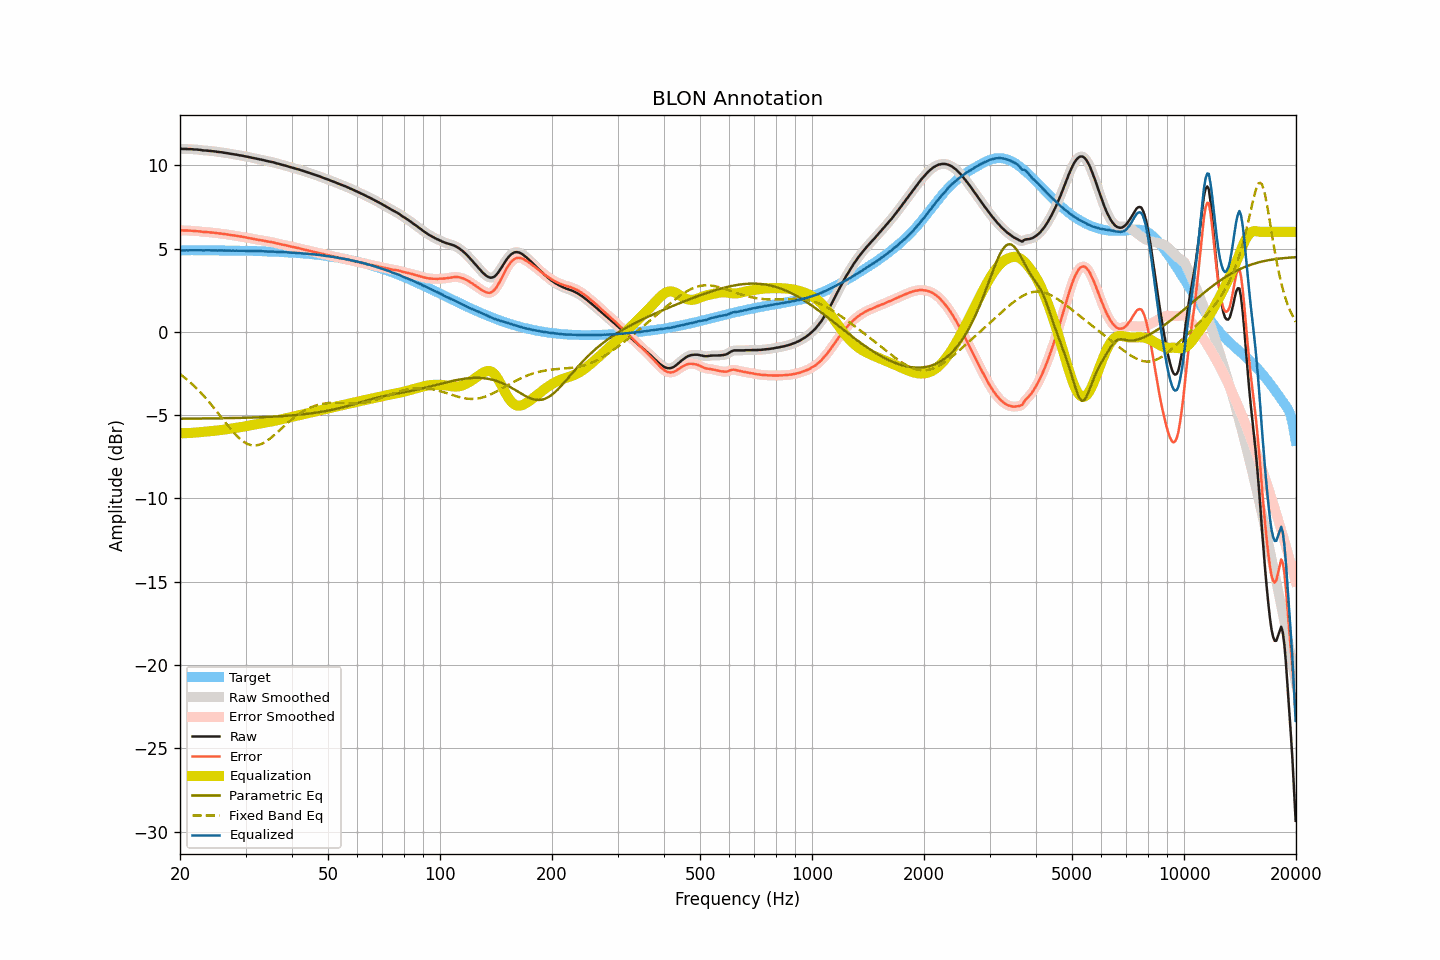 BLON Annotation
10
5
0
−5
−10
−15
−20
−25
−30
Amplitude (dBr)
Target
Raw Smoothed
Error Smoothed
Raw
Error
Equalization
Parametric Eq
Fixed Band Eq
Equalized
20 50 100 200 500 1000 2000 5000 10000 20000
Frequency (Hz)